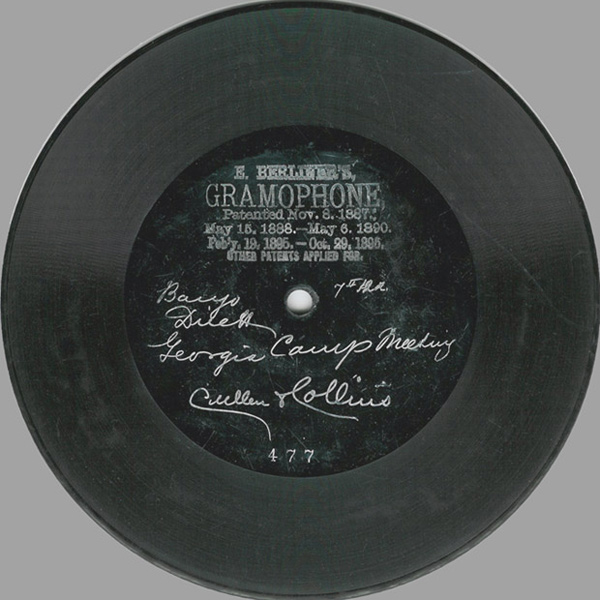 E. BERLINER'S,
GRAMOPHONE
Patented Nov. 8. 1887.
May 15, 1888.—May 6. 1890.
Feb'y. 19. 1895.—Oct. 29, 1895.
OTHER PATENTS APPLIED FOR.
Banjo
Duett
Georgia Camp Meeting
Cullen & Collins
477